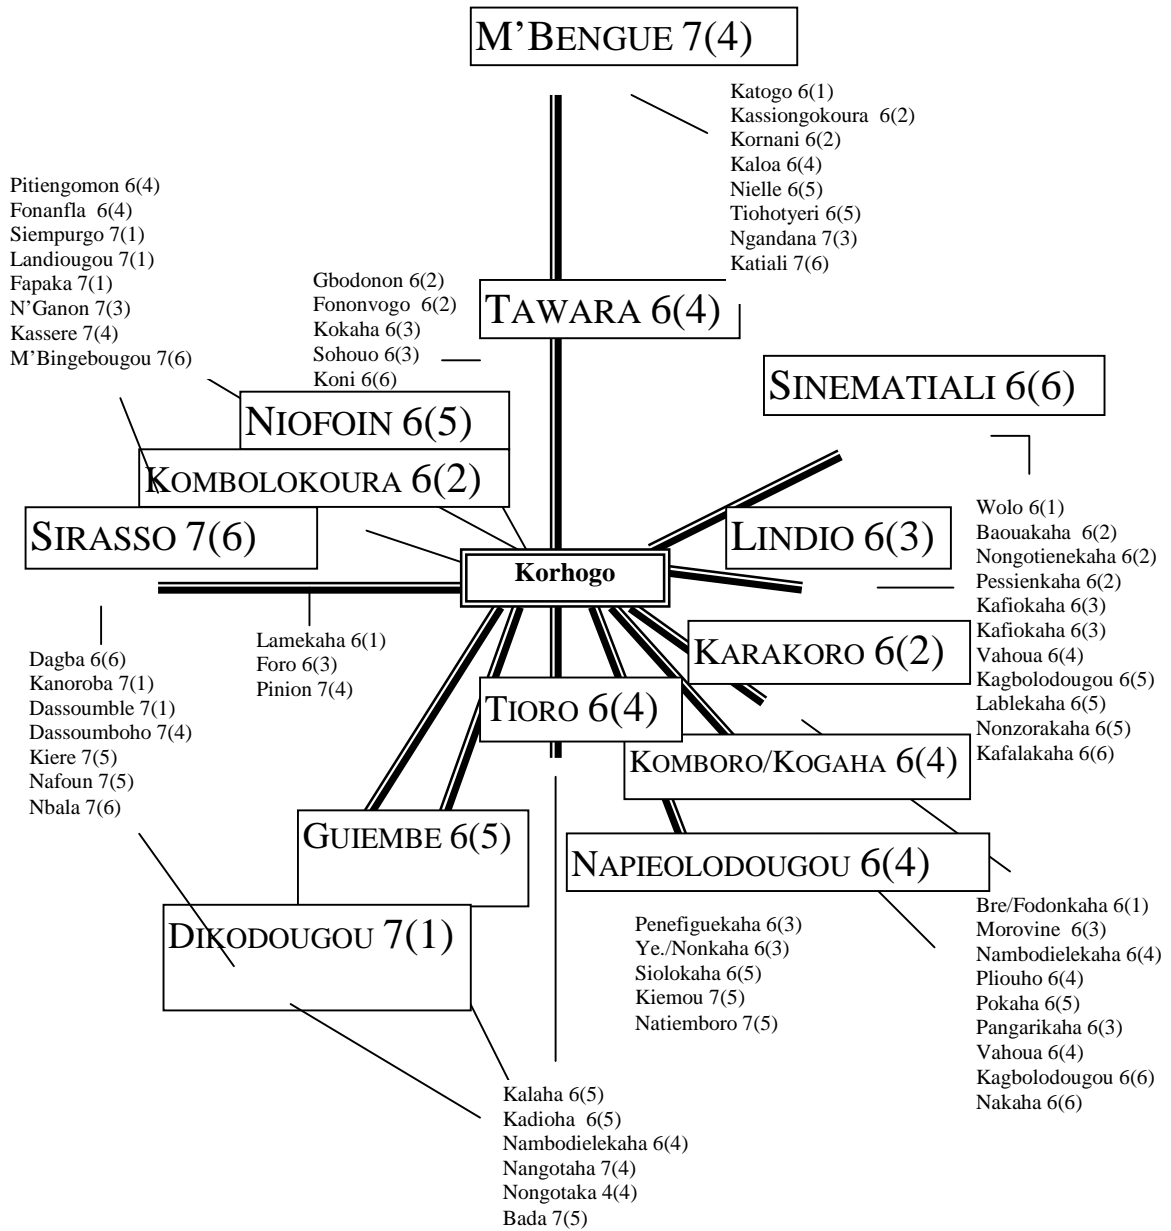 M’BENGUE 7(4)
Katogo 6(1)
Kassiongokoura 6(2)
Kornani 6(2)
Kaloa 6(4)
Nielle 6(5)
Tiohotyeri 6(5)
Ngandana 7(3)
Katiali 7(6)
Pitiengomon 6(4)
Fonanfla 6(4)
Siempurgo 7(1)
Landiougou 7(1)
Fapaka 7(1)
N’Ganon 7(3)
Kassere 7(4)
M’Bingebougou 7(6)
Gbodonon 6(2)
Fononvogo 6(2)
Kokaha 6(3)
Sohouo 6(3)
Koni 6(6)
TAWARA 6(4)
SINEMATIALI 6(6)
NIOFOIN 6(5)
KOMBOLOKOURA 6(2)
SIRASSO 7(6)
LINDIO 6(3)
Korhogo
Wolo 6(1)
Baouakaha 6(2)
Nongotienekaha 6(2)
Pessienkaha 6(2)
Kafiokaha 6(3)
Kafiokaha 6(3)
Vahoua 6(4)
Kagbolodougou 6(5)
Lablekaha 6(5)
Nonzorakaha 6(5)
Kafalakaha 6(6)
Lamekaha 6(1)
Foro 6(3)
Pinion 7(4)
Dagba 6(6)
Kanoroba 7(1)
Dassoumble 7(1)
Dassoumboho 7(4)
Kiere 7(5)
Nafoun 7(5)
Nbala 7(6)
KARAKORO 6(2)
TIORO 6(4)
KOMBORO/KOGAHA 6(4)
GUIEMBE 6(5)
NAPIEOLODOUGOU 6(4)
DIKODOUGOU 7(1)
Penefiguekaha 6(3)
Ye./Nonkaha 6(3)
Siolokaha 6(5)
Kiemou 7(5)
Natiemboro 7(5)
Bre/Fodonkaha 6(1)
Morovine 6(3)
Nambodielekaha 6(4)
Pliouho 6(4)
Pokaha 6(5)
Pangarikaha 6(3)
Vahoua 6(4)
Kagbolodougou 6(6)
Nakaha 6(6)
Kalaha 6(5)
Kadioha 6(5)
Nambodielekaha 6(4)
Nangotaha 7(4)
Nongotaka 4(4)
Bada 7(5)